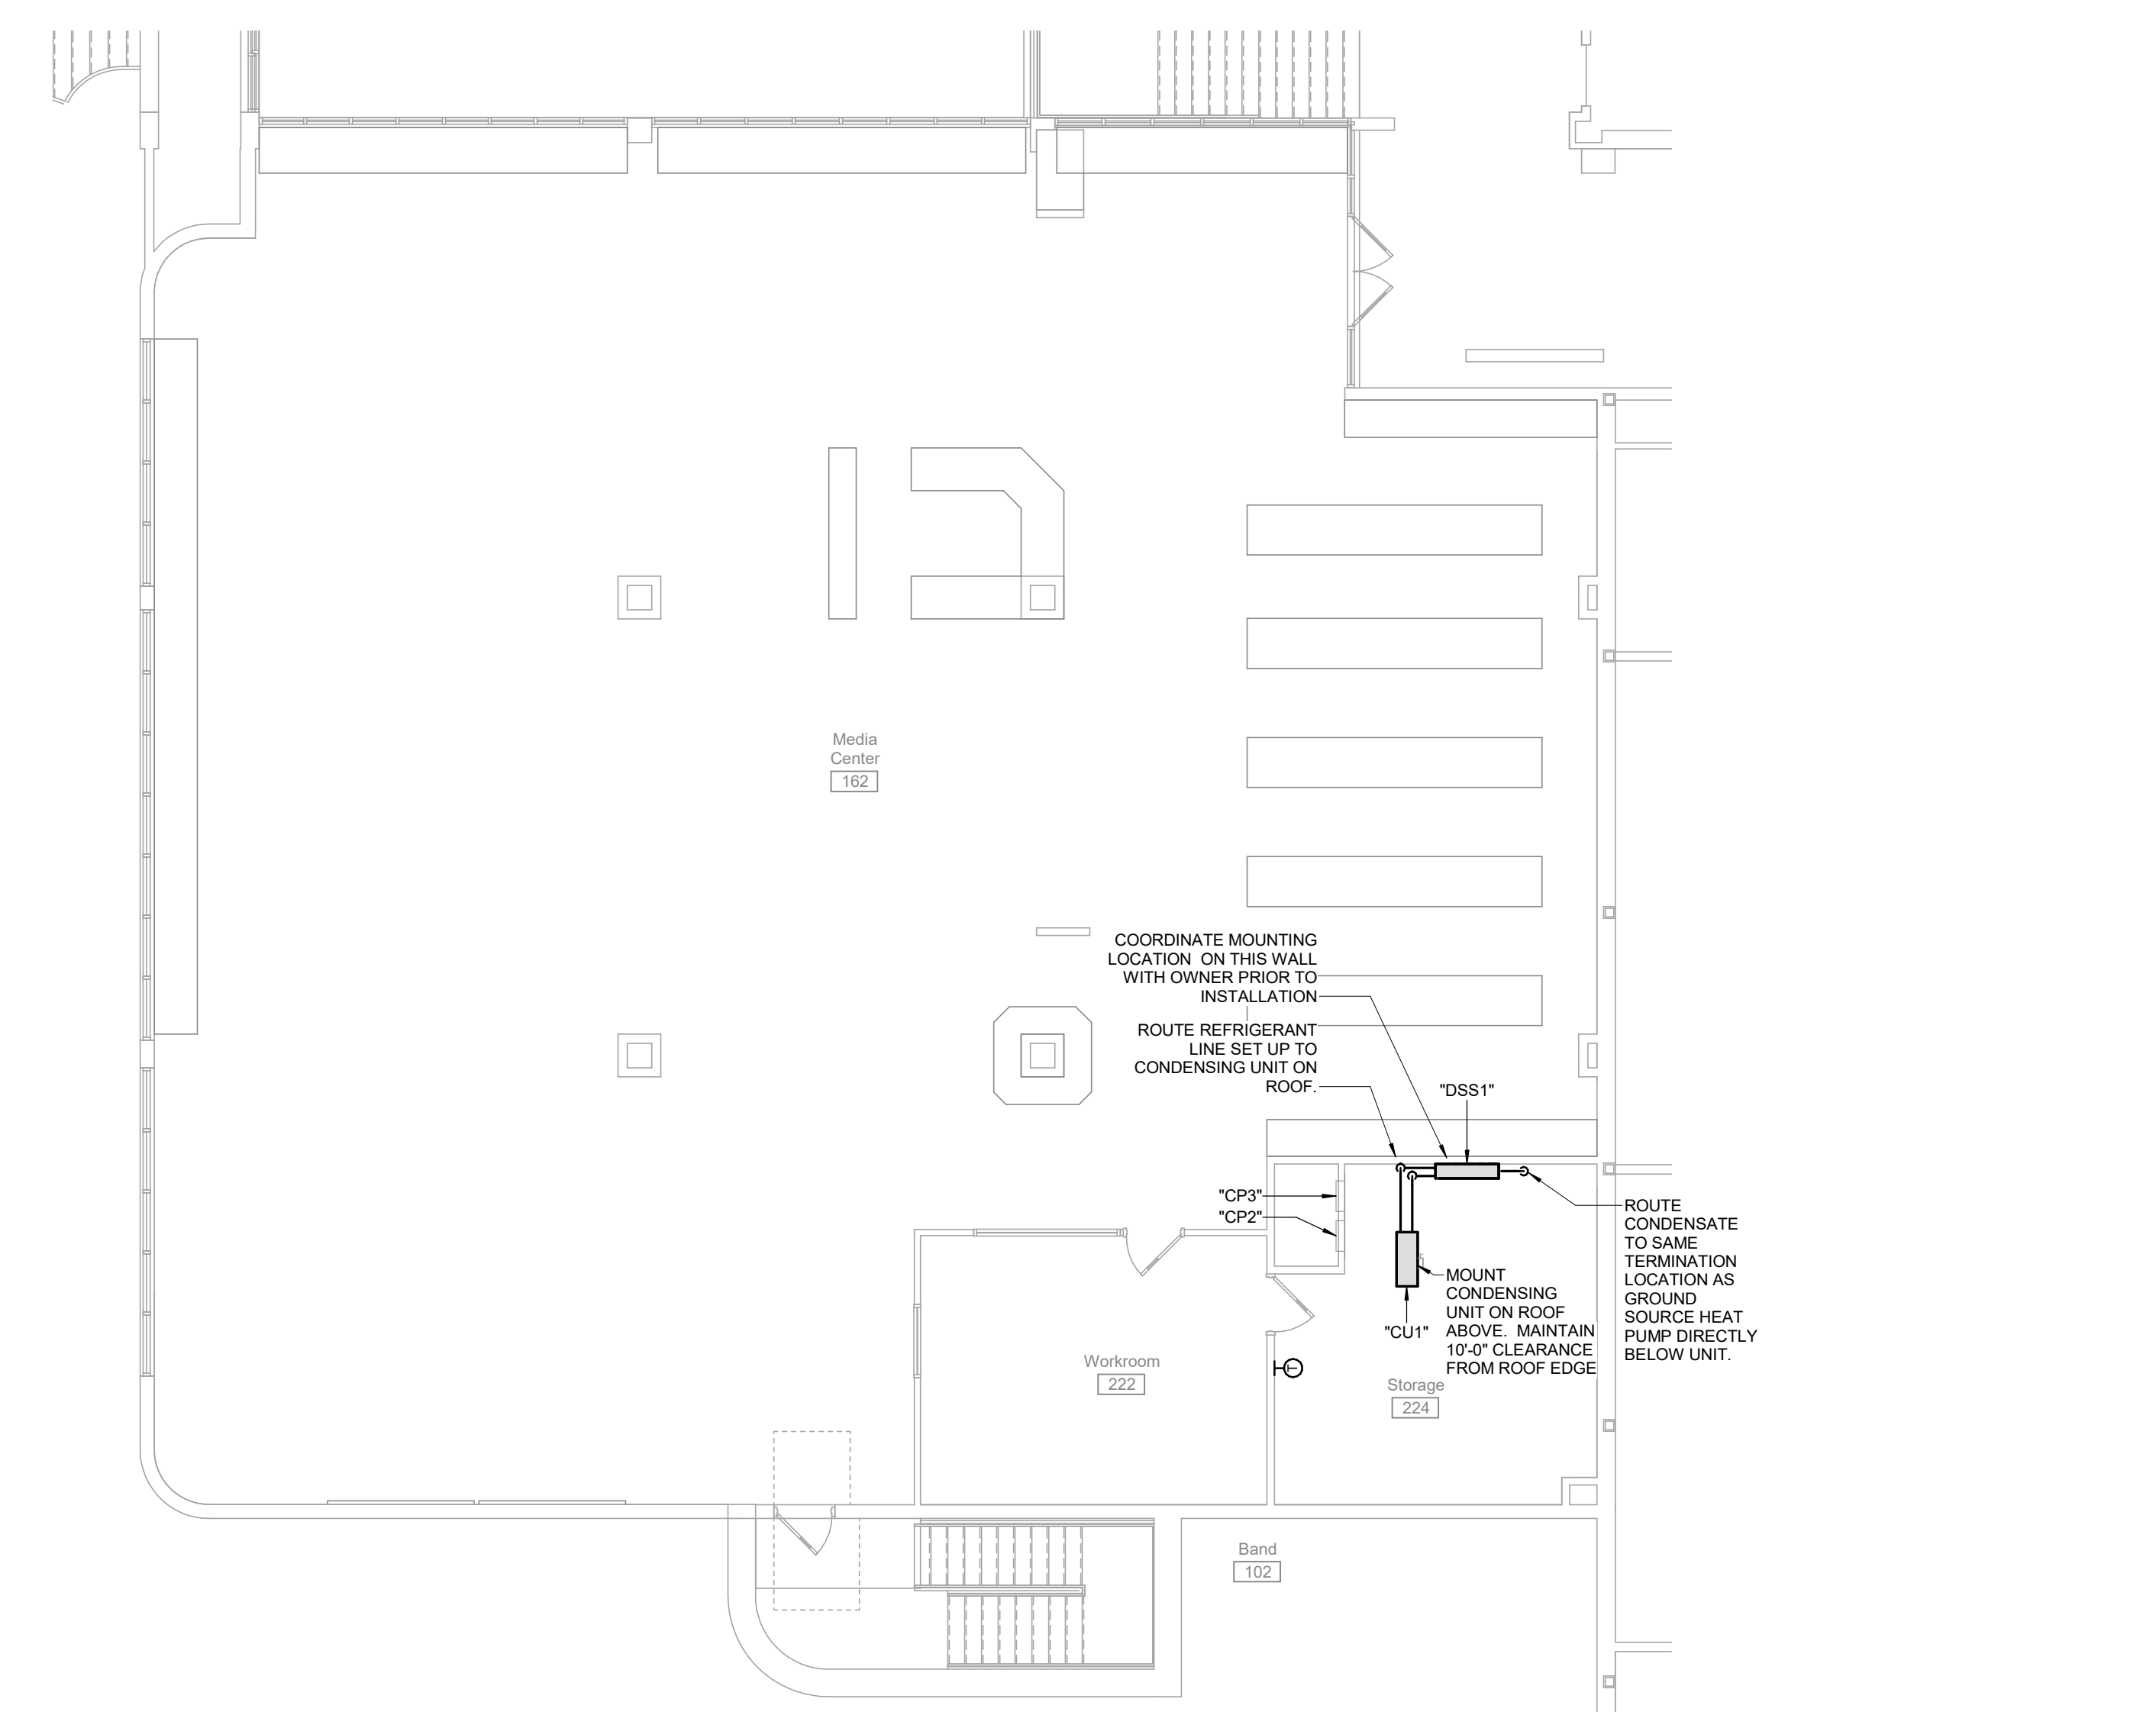 Media
Center
162
COORDINATE MOUNTING
LOCATION  ON THIS WALL
WITH OWNER PRIOR TO
INSTALLATION
ROUTE REFRIGERANT
LINE SET UP TO
CONDENSING UNIT ON
ROOF.
"DSS1"
"CP3"
"CP2"
ROUTE
CONDENSATE
TO SAME
TERMINATION
LOCATION AS
GROUND
SOURCE HEAT
PUMP DIRECTLY
BELOW UNIT.
MOUNT
CONDENSING
UNIT ON ROOF
ABOVE.  MAINTAIN
10'-0" CLEARANCE
FROM ROOF EDGE
"CU1"
T
Workroom
222
Storage
224
Band
102